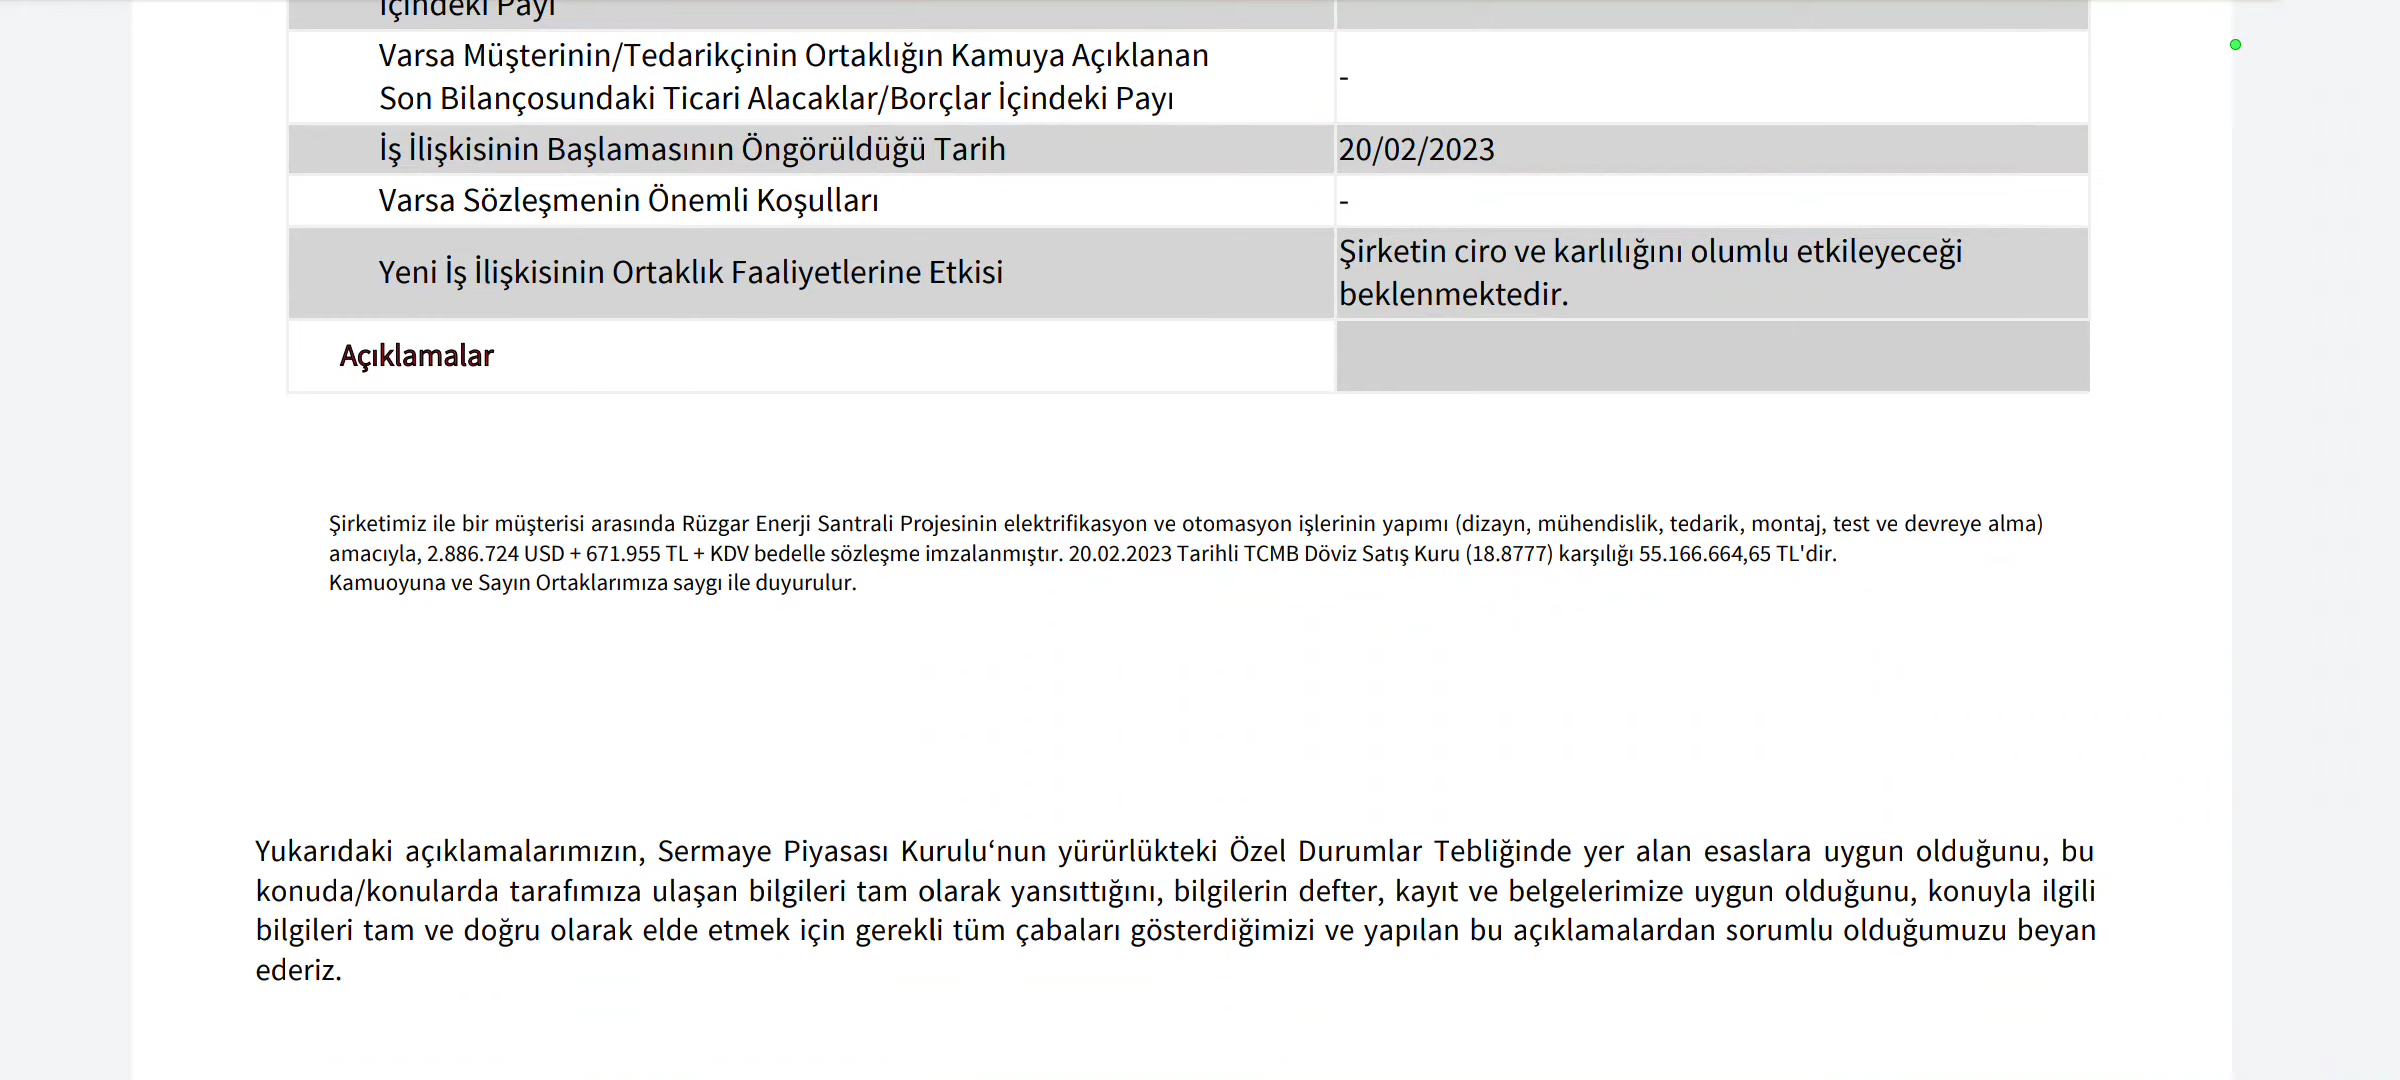 İçindeki Payı
Varsa Müşterinin/Tedarikçinin Ortaklığın Kamuya Açıklanan
Son Bilançosundaki Ticari Alacaklar/Borçlar İçindeki Payı
-
İş İlişkisinin Başlamasının Öngörüldüğü Tarih
20/02/2023
Varsa Sözleşmenin Önemli Koşulları
-
Yeni İş İlişkisinin Ortaklık Faaliyetlerine Etkisi
Şirketin ciro ve karlılığını olumlu etkileyeceği
beklenmektedir.
Açıklamalar
Şirketimiz ile bir müşterisi arasında Rüzgar Enerji Santrali Projesinin elektrifikasyon ve otomasyon işlerinin yapımı (dizayn, mühendislik, tedarik, montaj, test ve devreye alma)
amacıyla, 2.886.724 USD + 671.955 TL + KDV bedelle sözleşme imzalanmıştır. 20.02.2023 Tarihli TCMB Döviz Satış Kuru (18.8777) karşılığı 55.166.664,65 TL'dir.
Kamuoyuna ve Sayın Ortaklarımıza saygı ile duyurulur.
Yukarıdaki açıklamalarımızın, Sermaye Piyasası Kurulu‘nun yürürlükteki Özel Durumlar Tebliğinde yer alan esaslara uygun olduğunu, bu
konuda/konularda tarafımıza ulaşan bilgileri tam olarak yansıttığını, bilgilerin defter, kayıt ve belgelerimize uygun olduğunu, konuyla ilgili
bilgileri tam ve doğru olarak elde etmek için gerekli tüm çabaları gösterdiğimizi ve yapılan bu açıklamalardan sorumlu olduğumuzu beyan
ederiz.